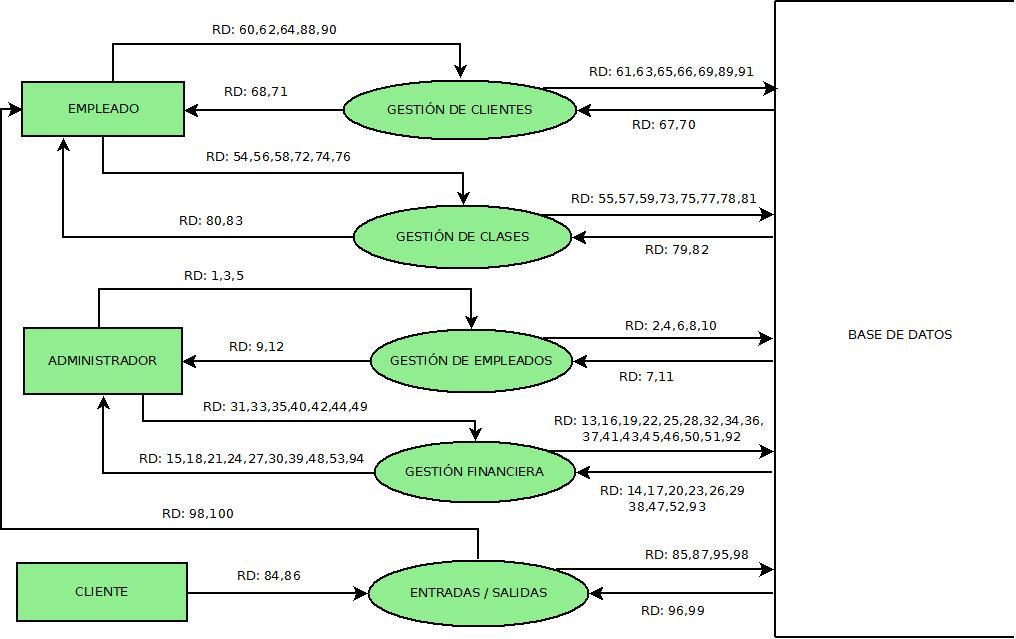 RD: 60,62,64,88,90
RD: 61,63,65,66,69,89,91
EMPLEADO
RD: 68,71
GESTIÓN DE CLIENTES
RD: 67,70
RD: 54,56,58,72,74,76
RD: 55,57,59,73,75,77,78,81
RD: 80,83
GESTIÓN DE CLASES
RD: 79,82
RD: 1,3,5
RD: 2,4,6,8,10
BASE DE DATOS
ADMINISTRADOR
RD: 9,12
GESTIÓN DE EMPLEADOS
RD: 7,11
RD: 31,33,35,40,42,44,49
RD: 13,16,19,22,25,28,32,34,36,
37,41,43,45,46,50,51,92
RD: 15,18,21,24,27,30,39,48,53,94
GESTIÓN FINANCIERA
RD: 14,17,20,23,26,29
38,47,52,93
RD: 98,100
RD: 85,87,95,98
CLIENTE
RD: 84,86
ENTRADAS / SALIDAS
RD: 96,99